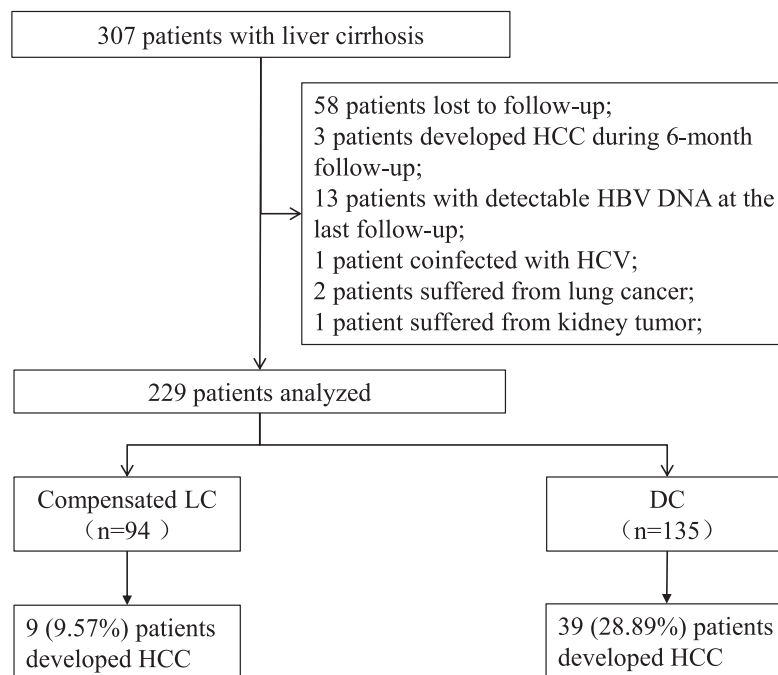 307 patients with liver cirrhosis
58 patients lost to follow-up;
3 patients developed HCC during 6-month
follow-up;
13 patients with detectable HBV DNA at the
last follow-up;
1 patient coinfected with HCV;
2 patients suffered from lung cancer;
1 patient suffered from kidney tumor;
229 patients analyzed
Compensated LC
（n=94 ）
DC
（n=135）
9 (9.57%) patients
developed HCC
39 (28.89%) patients
developed HCC